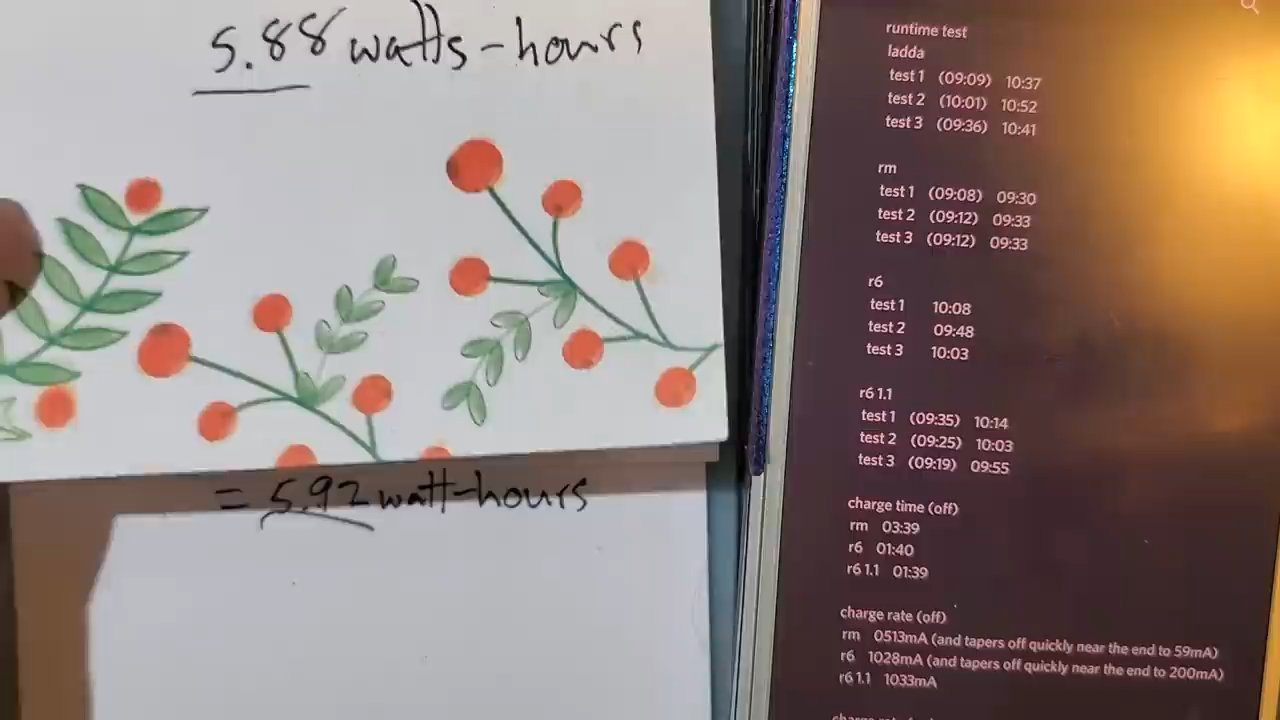 5.88 watts-hours
= 5.92 watt-hours
runtime test
ladda
test 1 (09:09) 10:37
test 2 (10:01) 10:52
test 3 (09:36) 10:41
rm
test 1 (09:08) 09:30
test 2 (09:12) 09:33
test 3 (09:12) 09:33
r6
test 1 10:08
test 2 09:48
test 3 10:03
r6 1.1
test 1 (09:35) 10:14
test 2 (09:25) 10:03
test 3 (09:19) 09:55
charge time (off)
rm 03:39
r6 01:40
r6 1.1 01:39
charge rate (off)
rm 0513mA (and tapers off quickly near the end to 59mA)
r6 1028mA (and tapers off quickly near the end to 200mA)
r6 1.1 1033mA